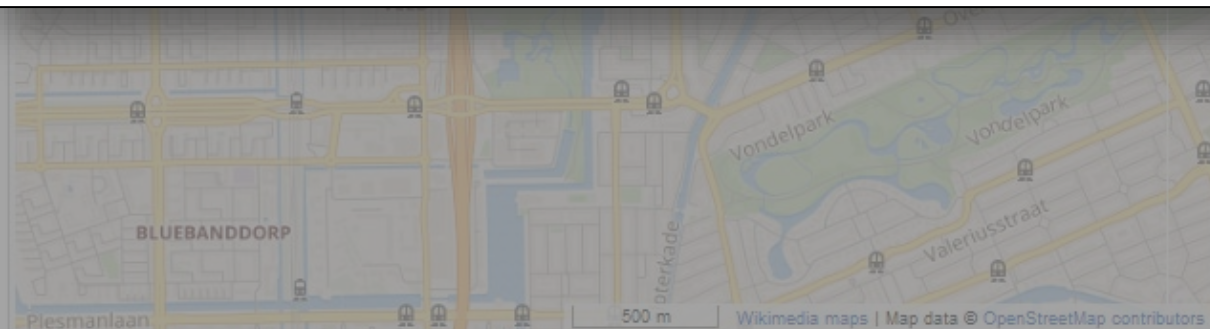 Vondelpark
Vondelpark
BLUEBANDDORP
Valeriusstraat
Plesmanlaan
500 m
Wikimedia maps | Map data © OpenStreetMap contributors